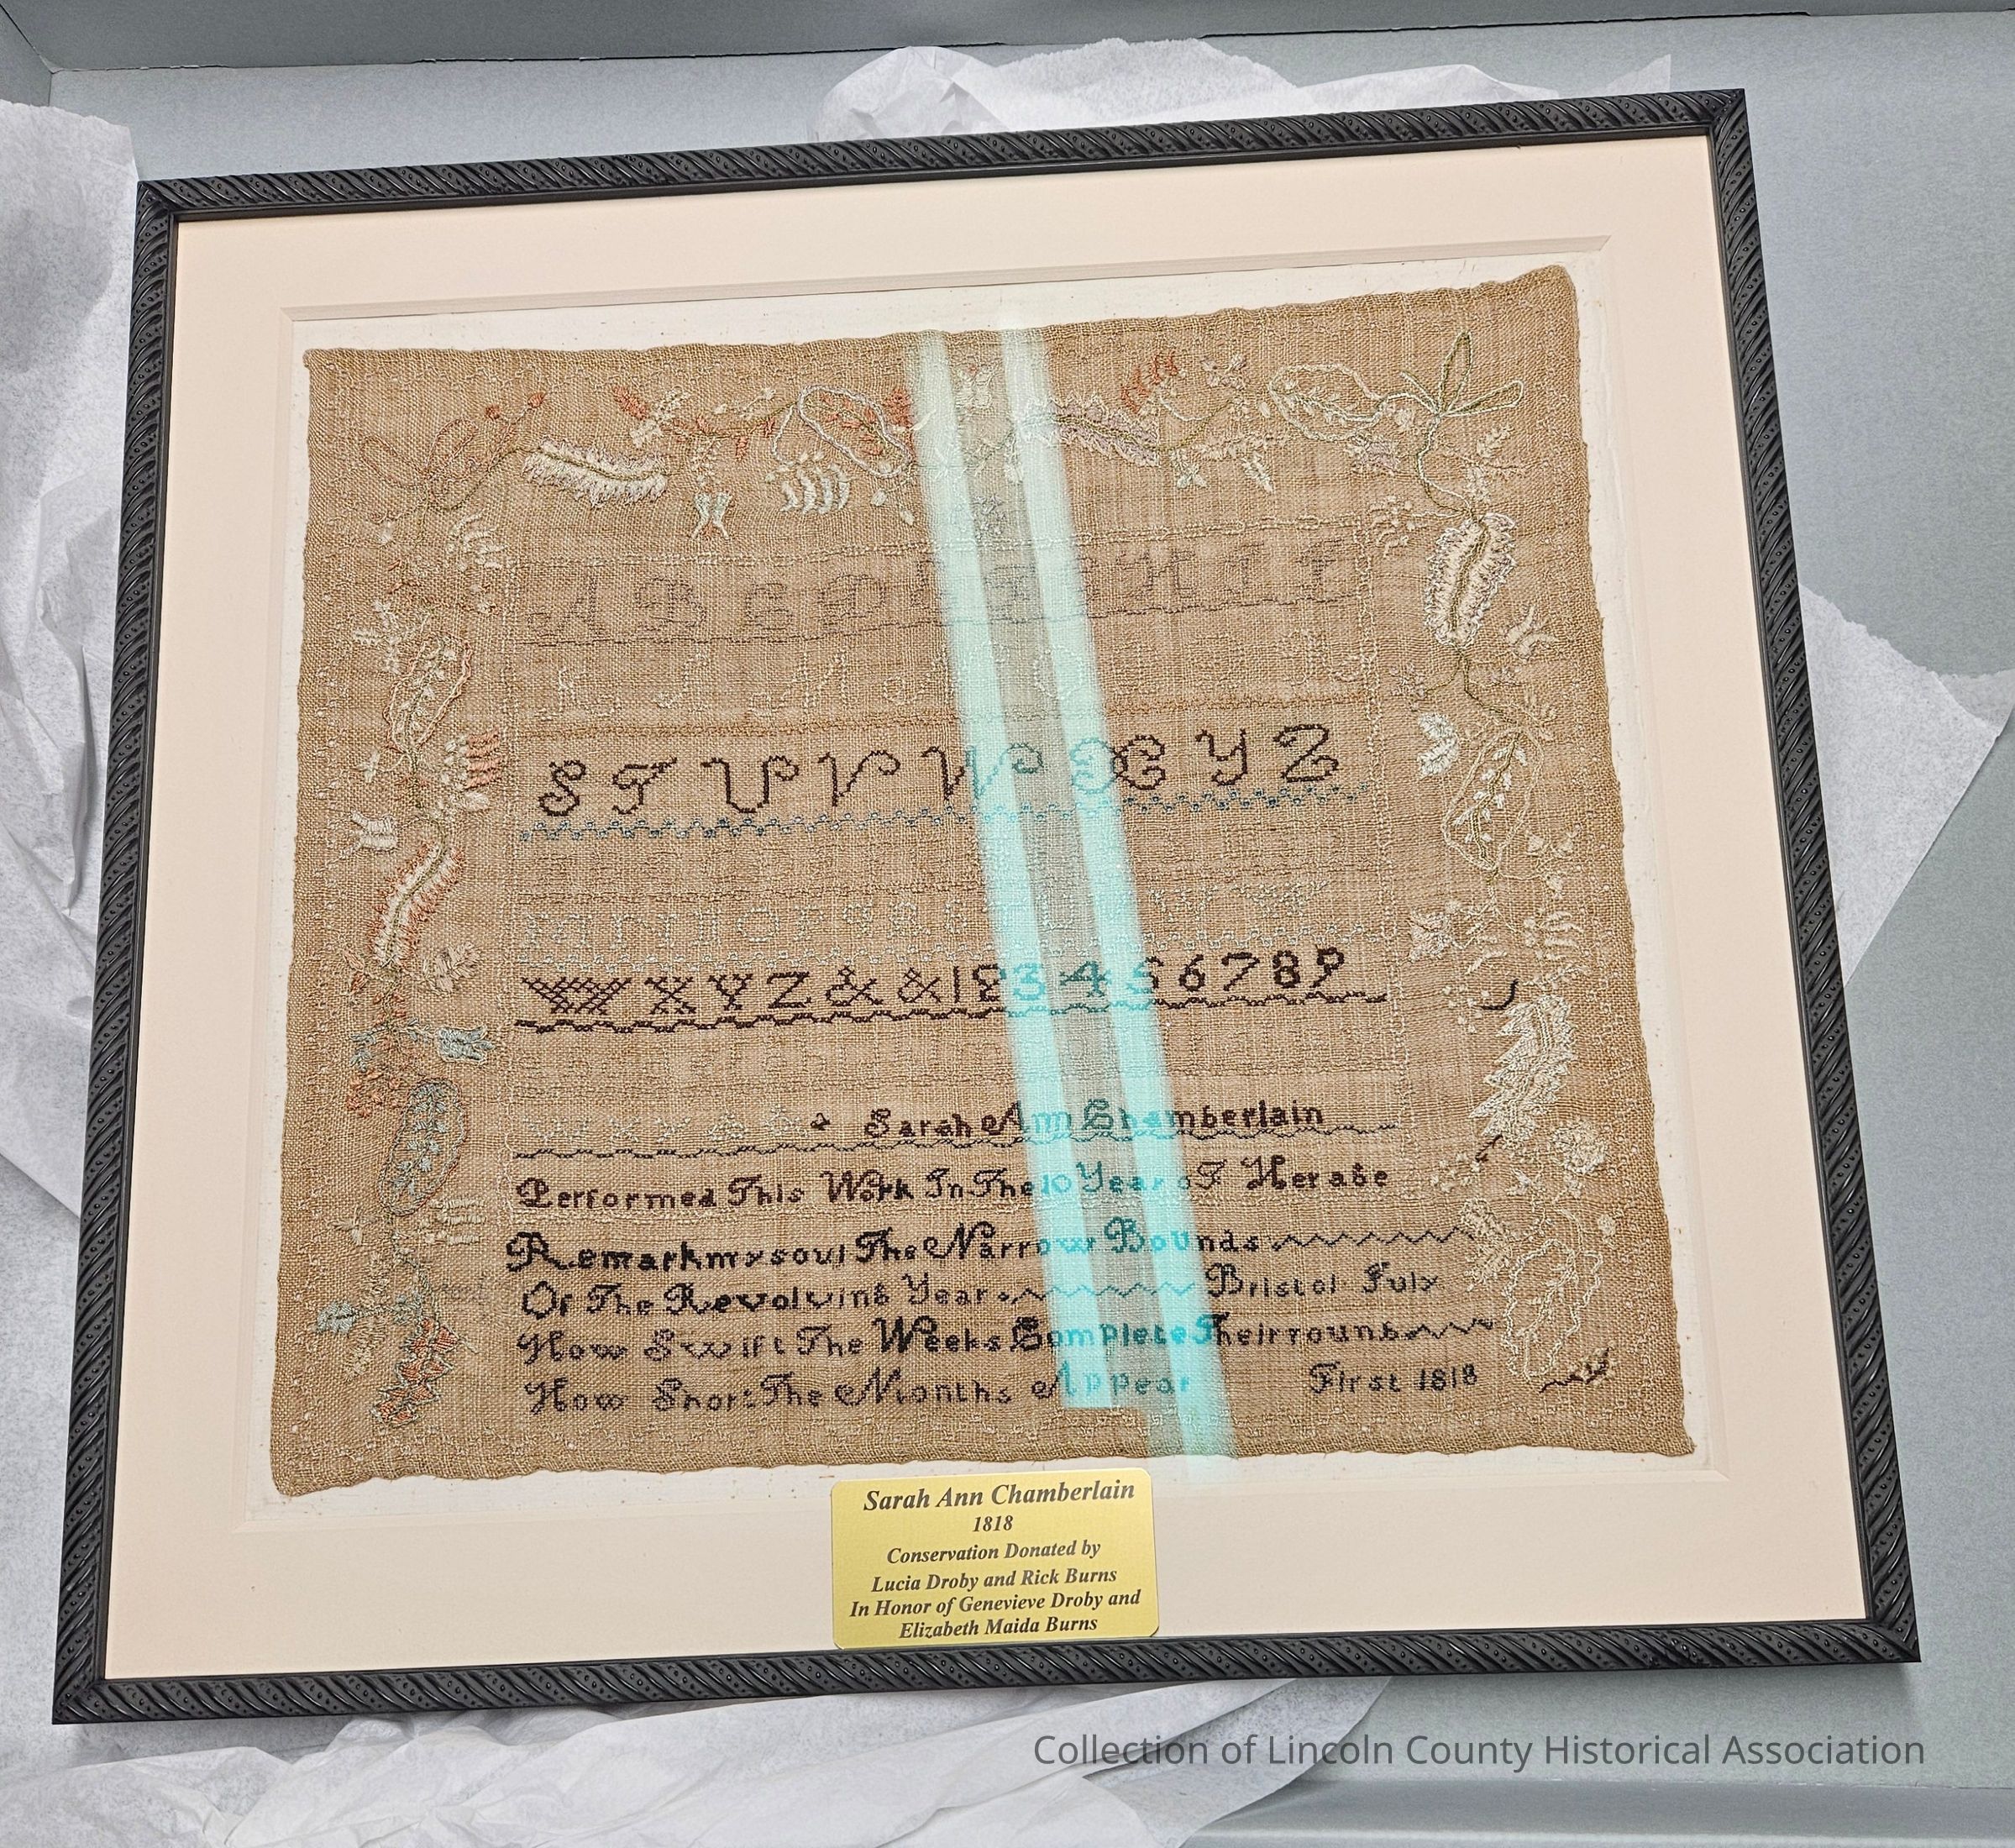 A B C D E F G H I
S T U V W X Y Z
M N O P Q R S T U V W
W X Y Z & & 1 2 3 4 5 6 7 8 9
Sarah Ann Chamberlain
Performed This Work In The 10 Year of Her age
Remark my soul The Narrow Bounds
Of The Revolving Year Bristol July
How Swift The Weeks Complete Their rounds
How Short The Months Appear First 1818
Sarah Ann Chamberlain
1818
Conservation Donated by
Lucia Droby and Rick Burns
In Honor of Genevieve Droby and
Elizabeth Maida Burns
Collection of Lincoln County Historical Association